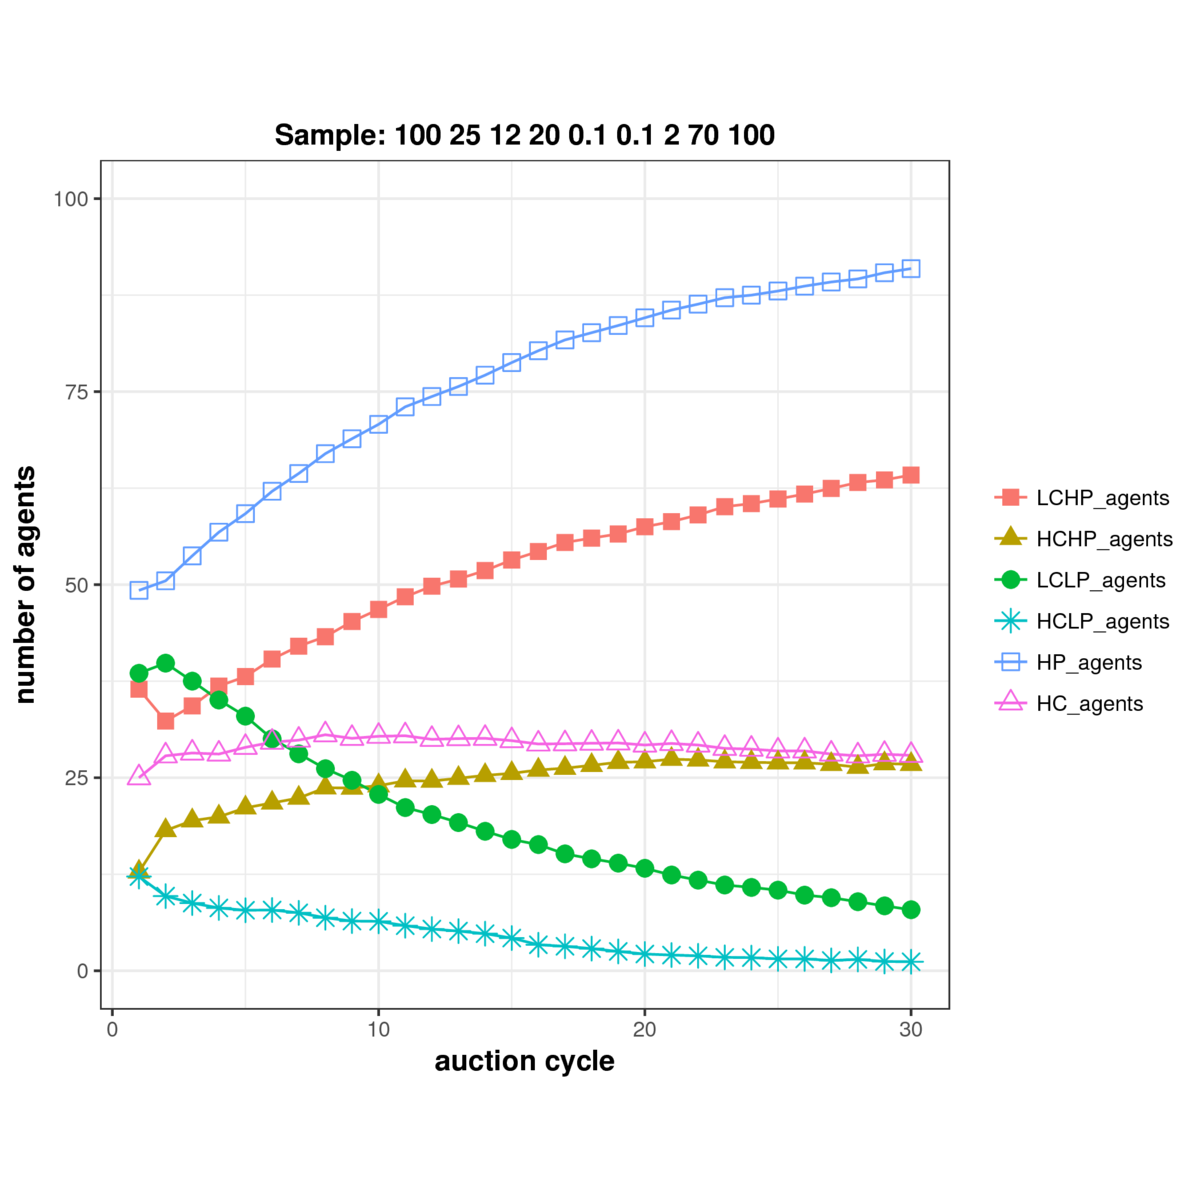 Sample: 100 25 12 20 0.1 0.1 2 70 100
100
75
50
25
0
number of agents
0 10 20 30
auction cycle
LCHP_agents
HCHP_agents
LCLP_agents
HCLP_agents
HP_agents
HC_agents